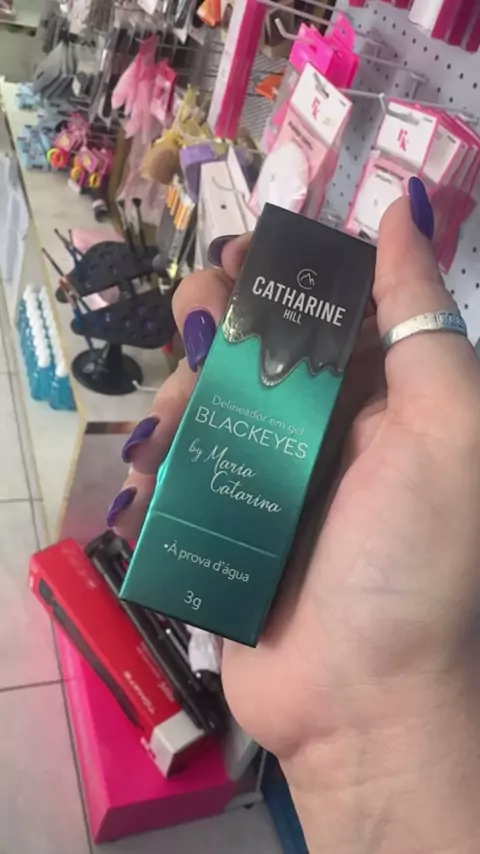 CATHARINE
HILL
Delineador em gel
BLACKEYES
by Maria
Catarina
•À prova d'água
3g